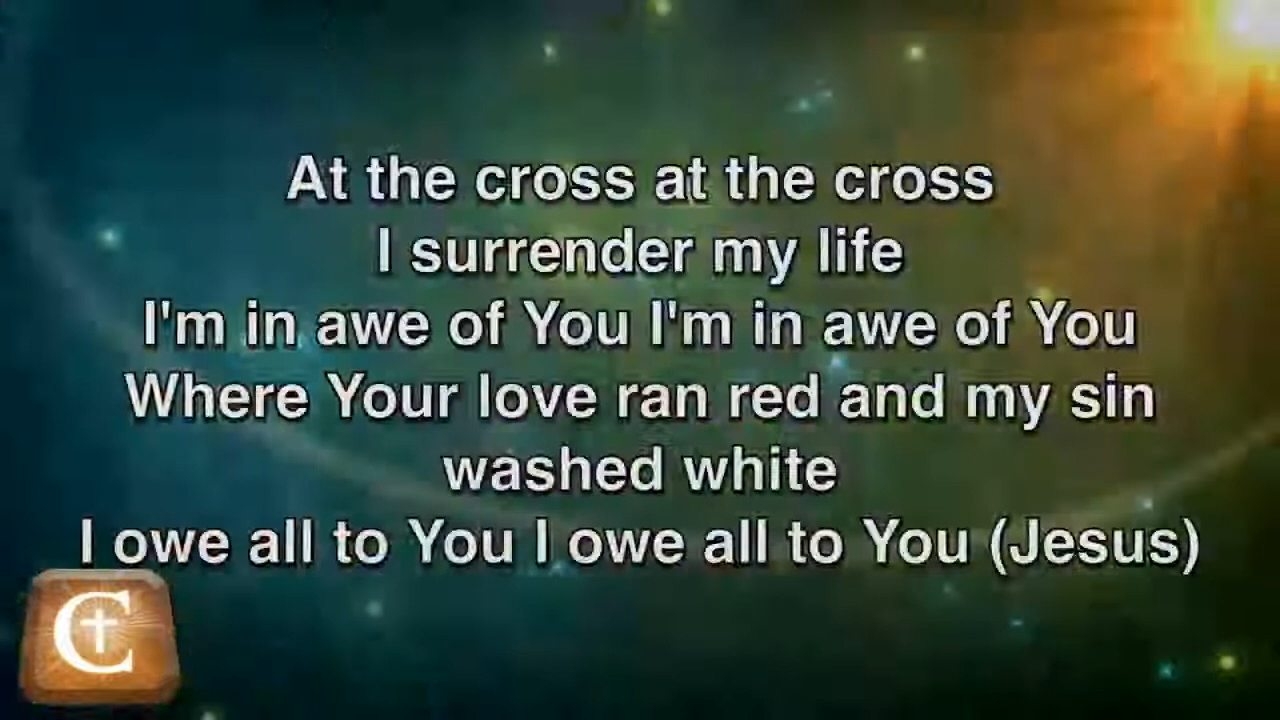 At the cross at the cross
I surrender my life
I'm in awe of You I'm in awe of You
Where Your love ran red and my sin
washed white
I owe all to You I owe all to You (Jesus)
C